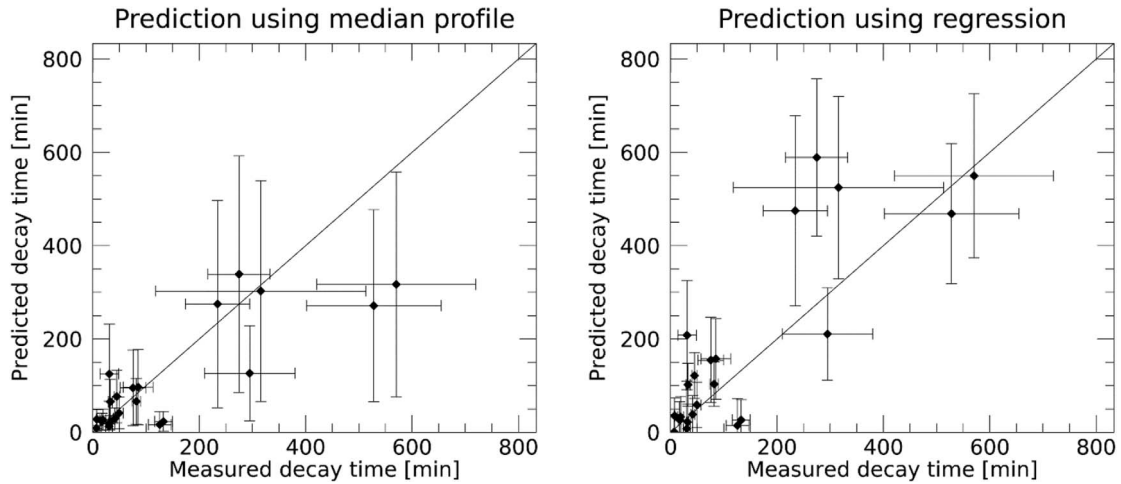 Prediction using median profile
Predicted decay time [min]
800
600
400
200
0
0 200 400 600 800
Measured decay time [min]
Prediction using regression
Predicted decay time [min]
800
600
400
200
0
0 200 400 600 800
Measured decay time [min]